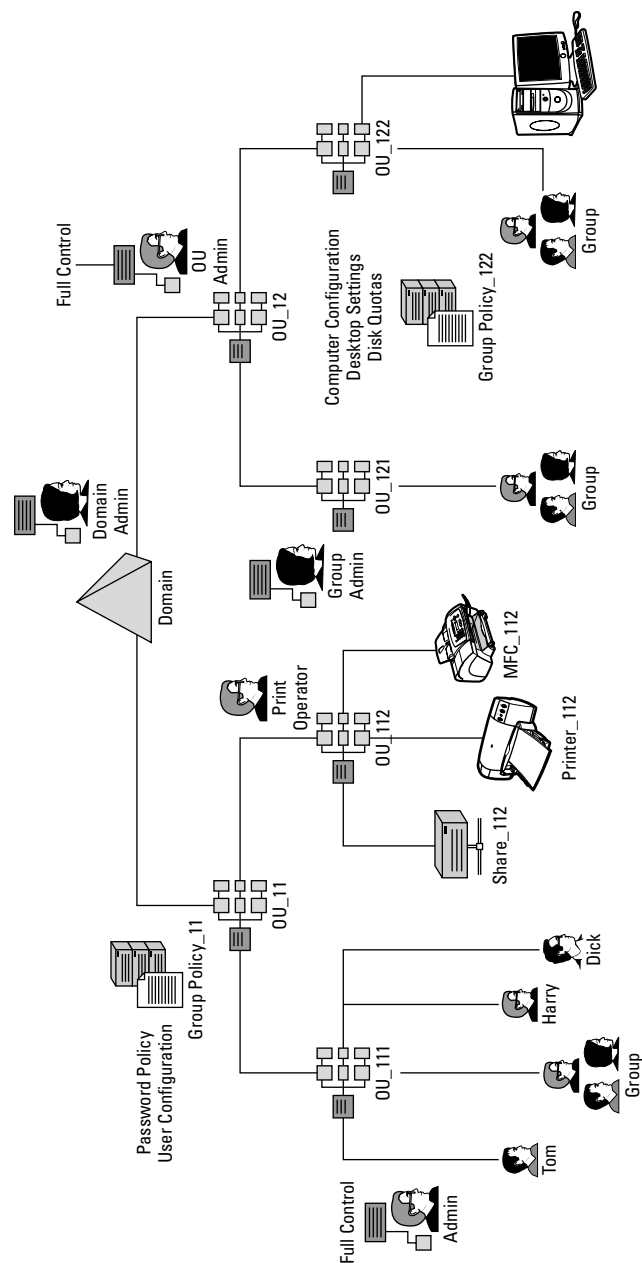 Domain
Admin
Domain
Full Control
OU
Admin
Password Policy
User Configuration
Group Policy_11
OU_11
OU_12
Print
Operator
Group
Admin
Computer Configuration
Desktop Settings
Disk Quotas
Group Policy_122
Full Control
Admin
OU_111
OU_112
OU_121
OU_122
Tom
Group
Harry
Dick
Share_112
Printer_112
MFC_112
Group
Group